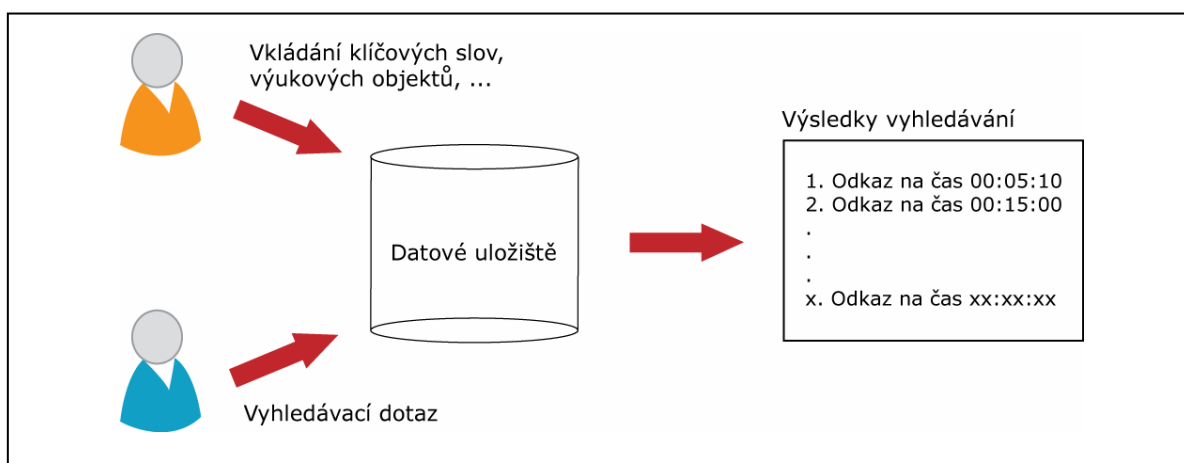 Vkládání klíčových slov,
výukových objektů, ...
Datové uložiště
Vyhledávací dotaz
Výsledky vyhledávání
1. Odkaz na čas 00:05:10
2. Odkaz na čas 00:15:00
.
.
.
x. Odkaz na čas xx:xx:xx